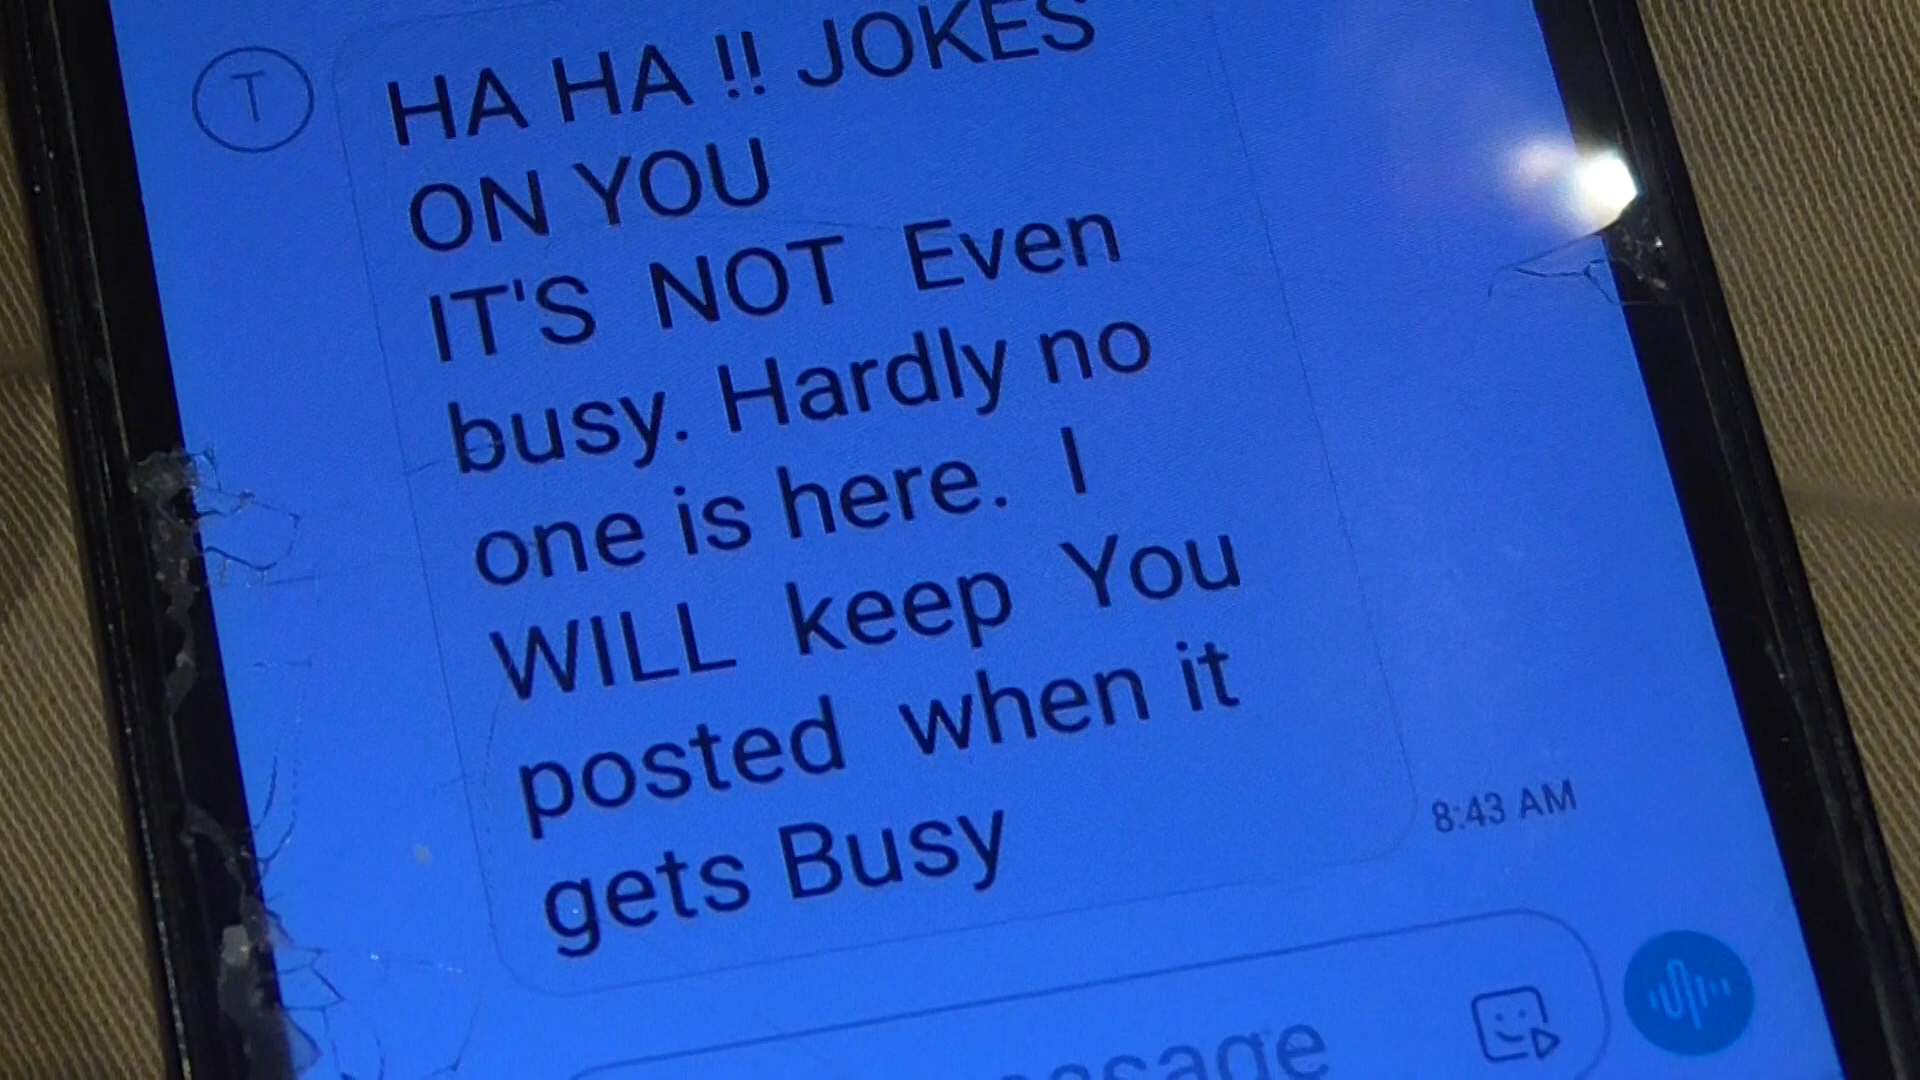 T
HA HA !! JOKES
ON YOU
IT'S NOT Even
busy. Hardly no
one is here. I
WILL keep You
posted when it
gets Busy
8:43 AM